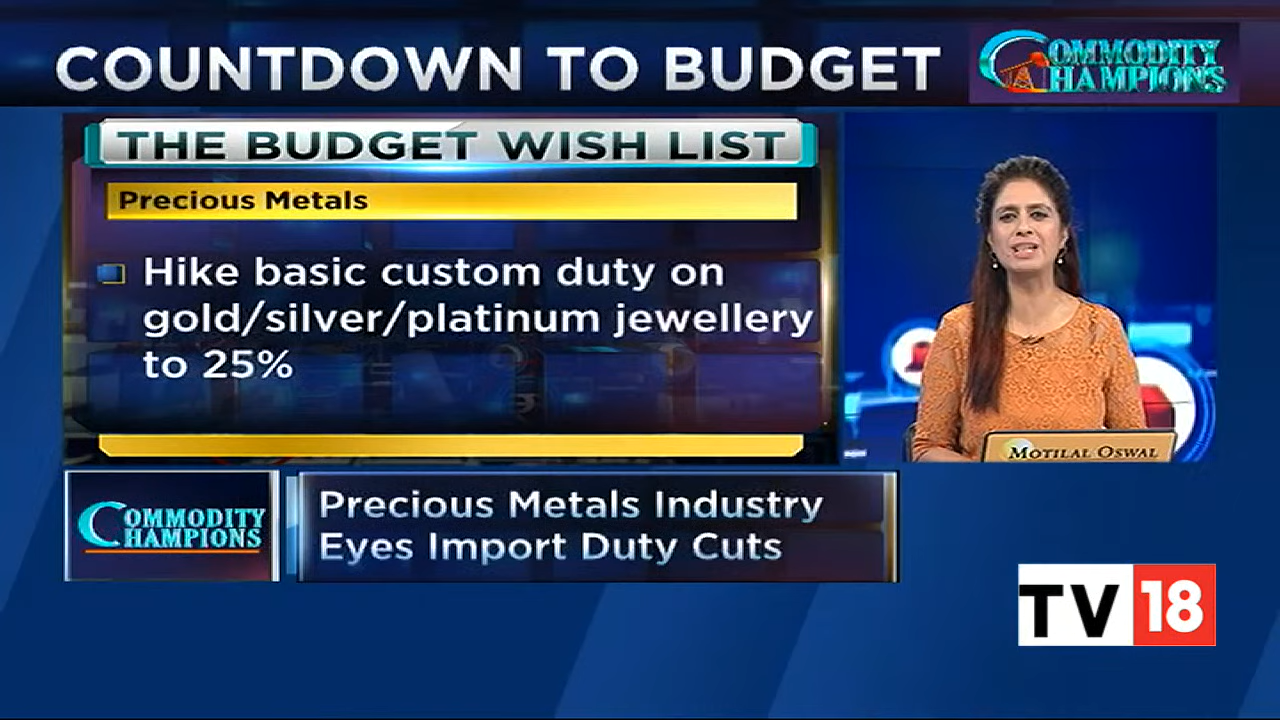 COUNTDOWN TO BUDGET
COMMODITY
CHAMPIONS
THE BUDGET WISH LIST
Precious Metals
Hike basic custom duty on
gold/silver/platinum jewellery
to 25%
MOTILAL OSWAL
COMMODITY
CHAMPIONS
Precious Metals Industry
Eyes Import Duty Cuts
TV18